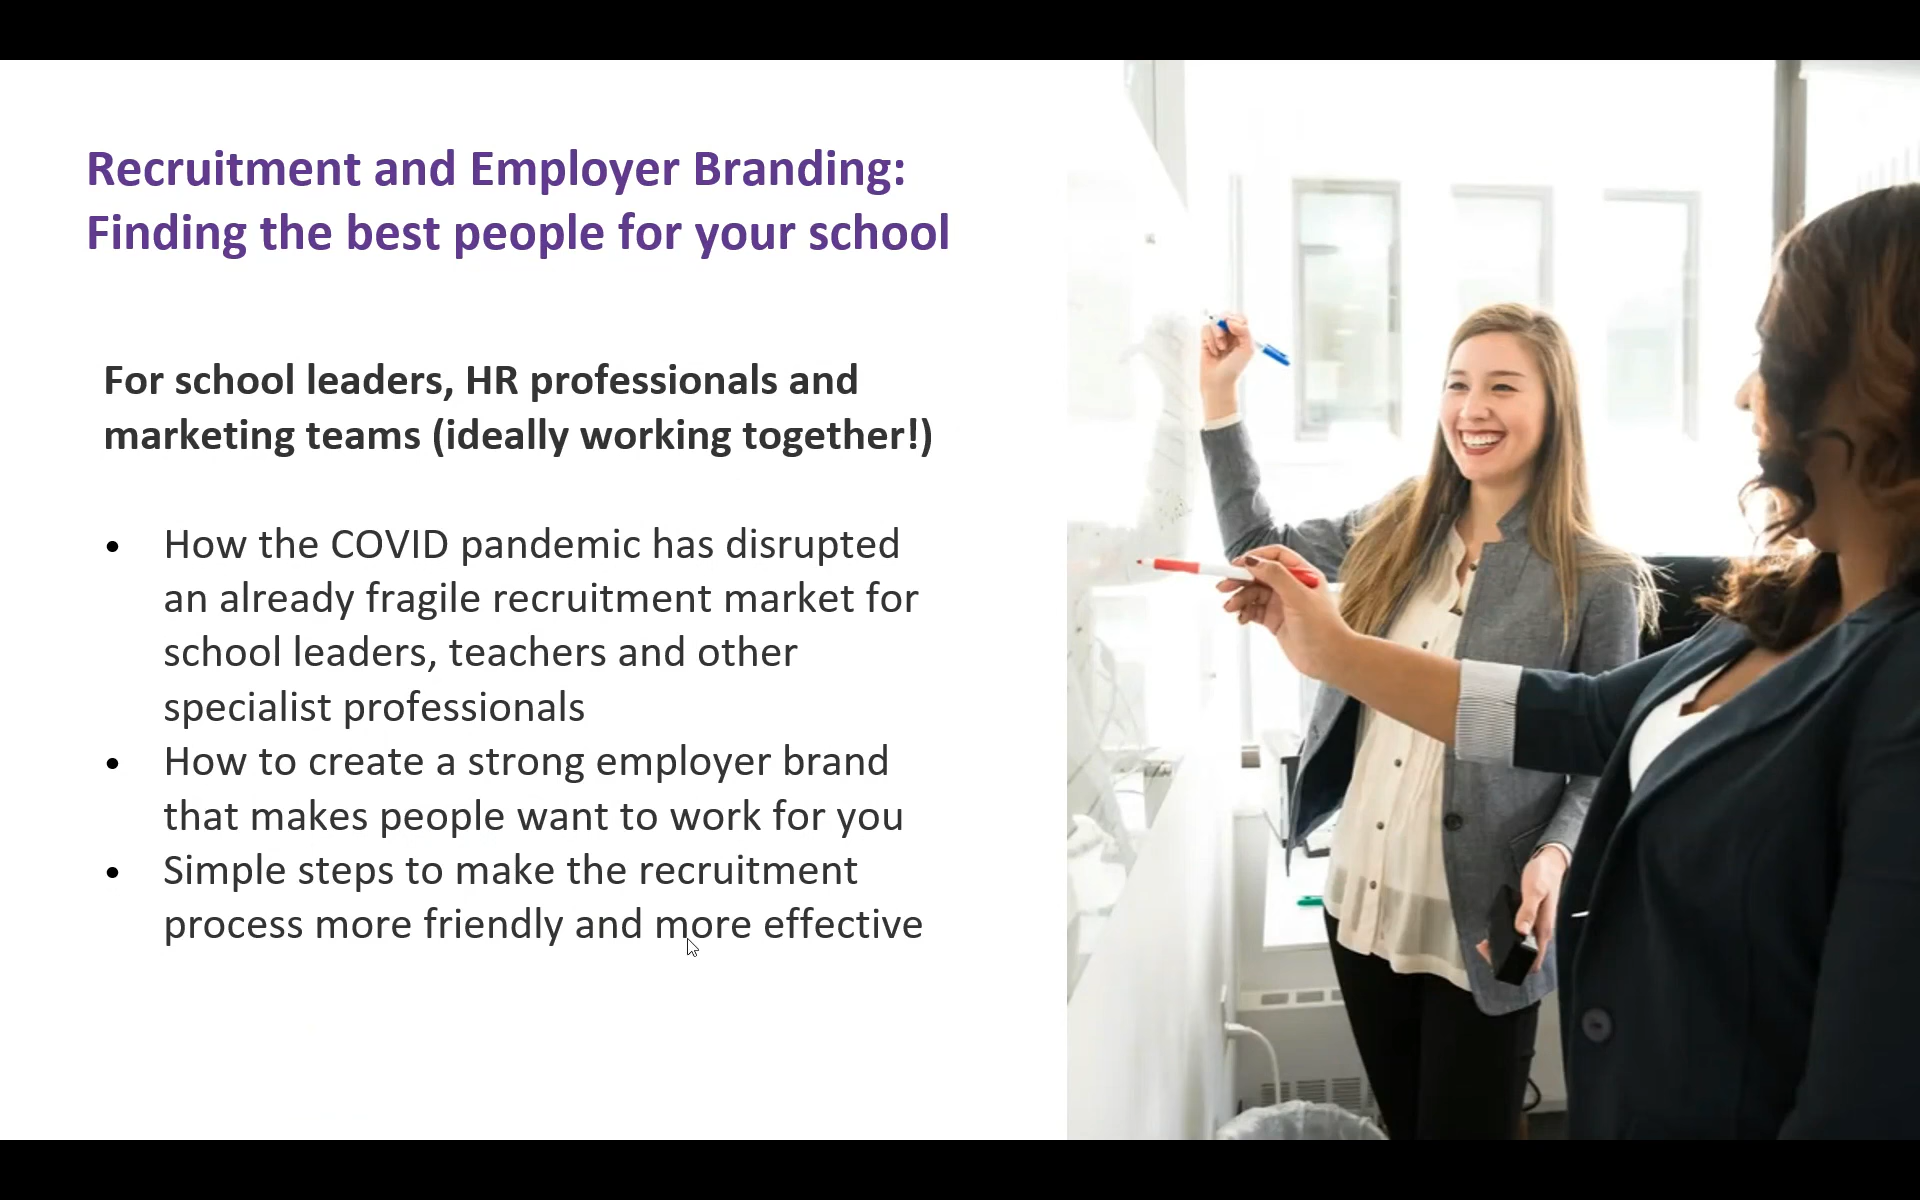 Recruitment and Employer Branding:
Finding the best people for your school
For school leaders, HR professionals and
marketing teams (ideally working together!)
• How the COVID pandemic has disrupted
an already fragile recruitment market for
school leaders, teachers and other
specialist professionals
• How to create a strong employer brand
that makes people want to work for you
• Simple steps to make the recruitment
process more friendly and more effective